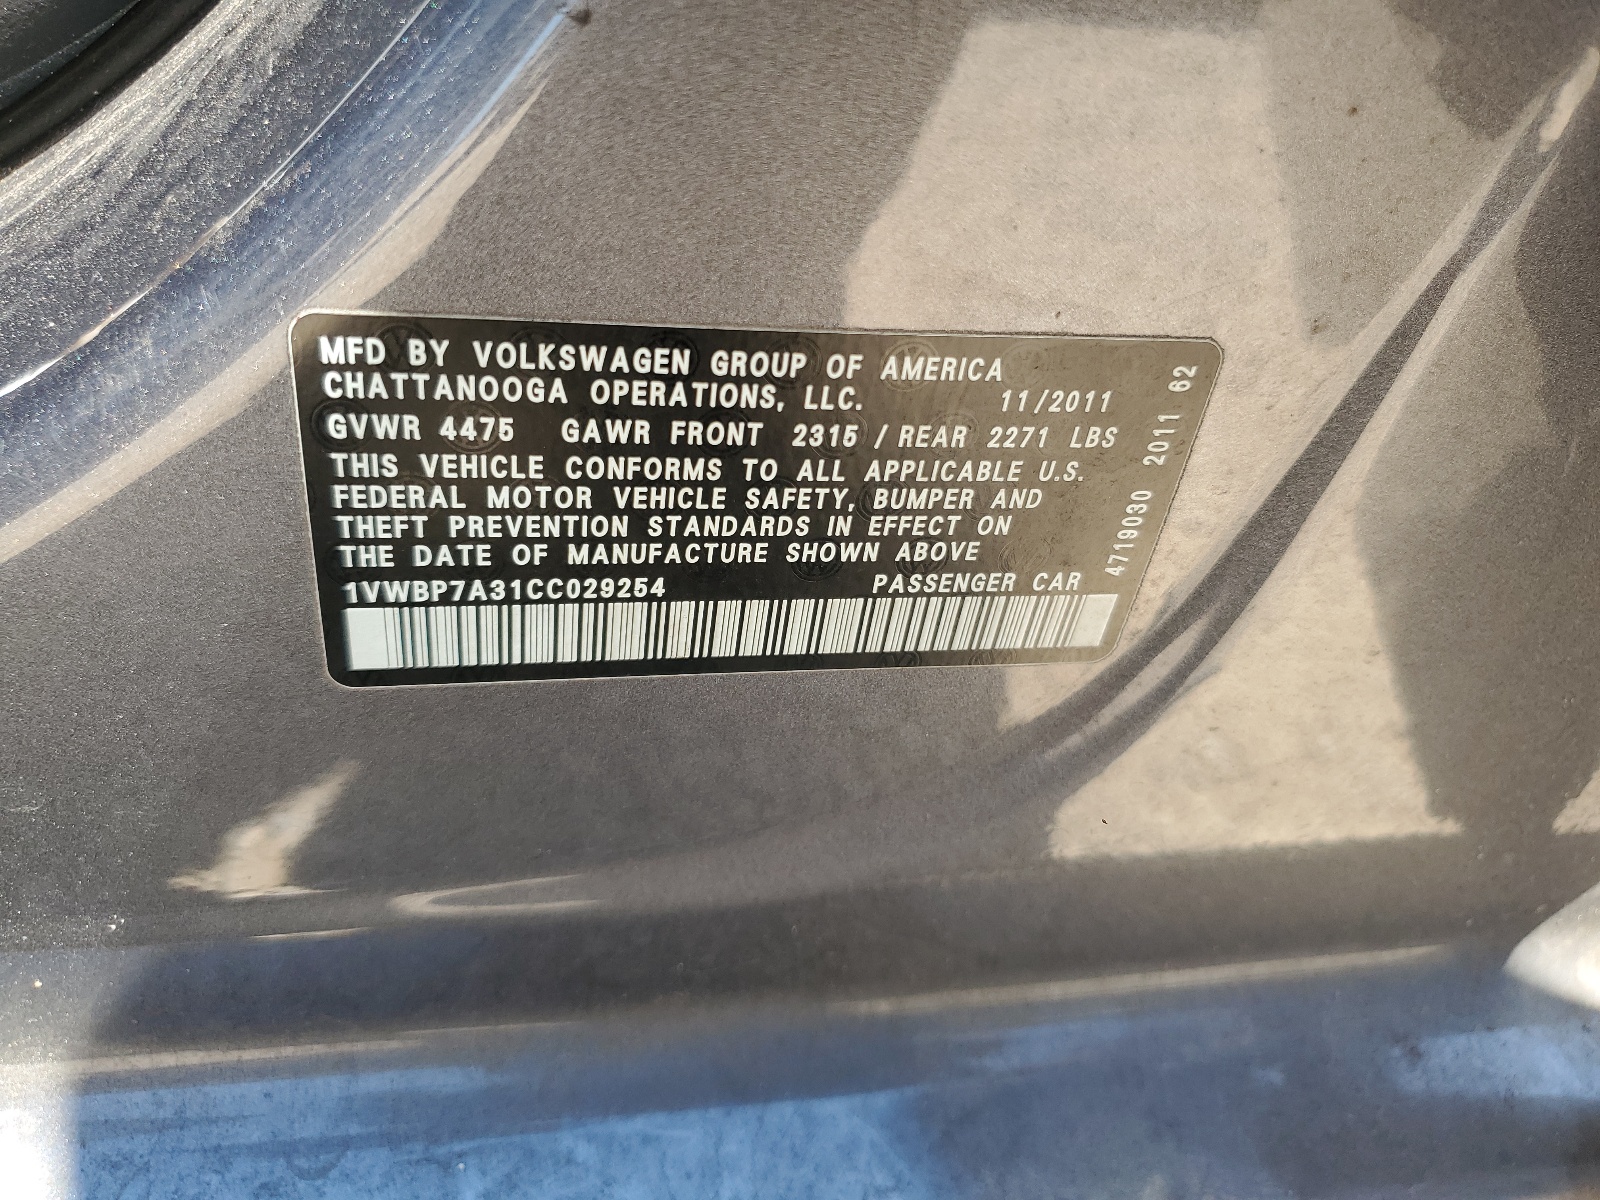 MFD BY VOLKSWAGEN GROUP OF AMERICA
CHATTANOOGA OPERATIONS, LLC. 11/2011
GVWR 4475 GAWR FRONT 2315 / REAR 2271 LBS
THIS VEHICLE CONFORMS TO ALL APPLICABLE U.S.
FEDERAL MOTOR VEHICLE SAFETY, BUMPER AND
THEFT PREVENTION STANDARDS IN EFFECT ON
THE DATE OF MANUFACTURE SHOWN ABOVE
1VWBP7A31CC029254 PASSENGER CAR
4719030 2011 62